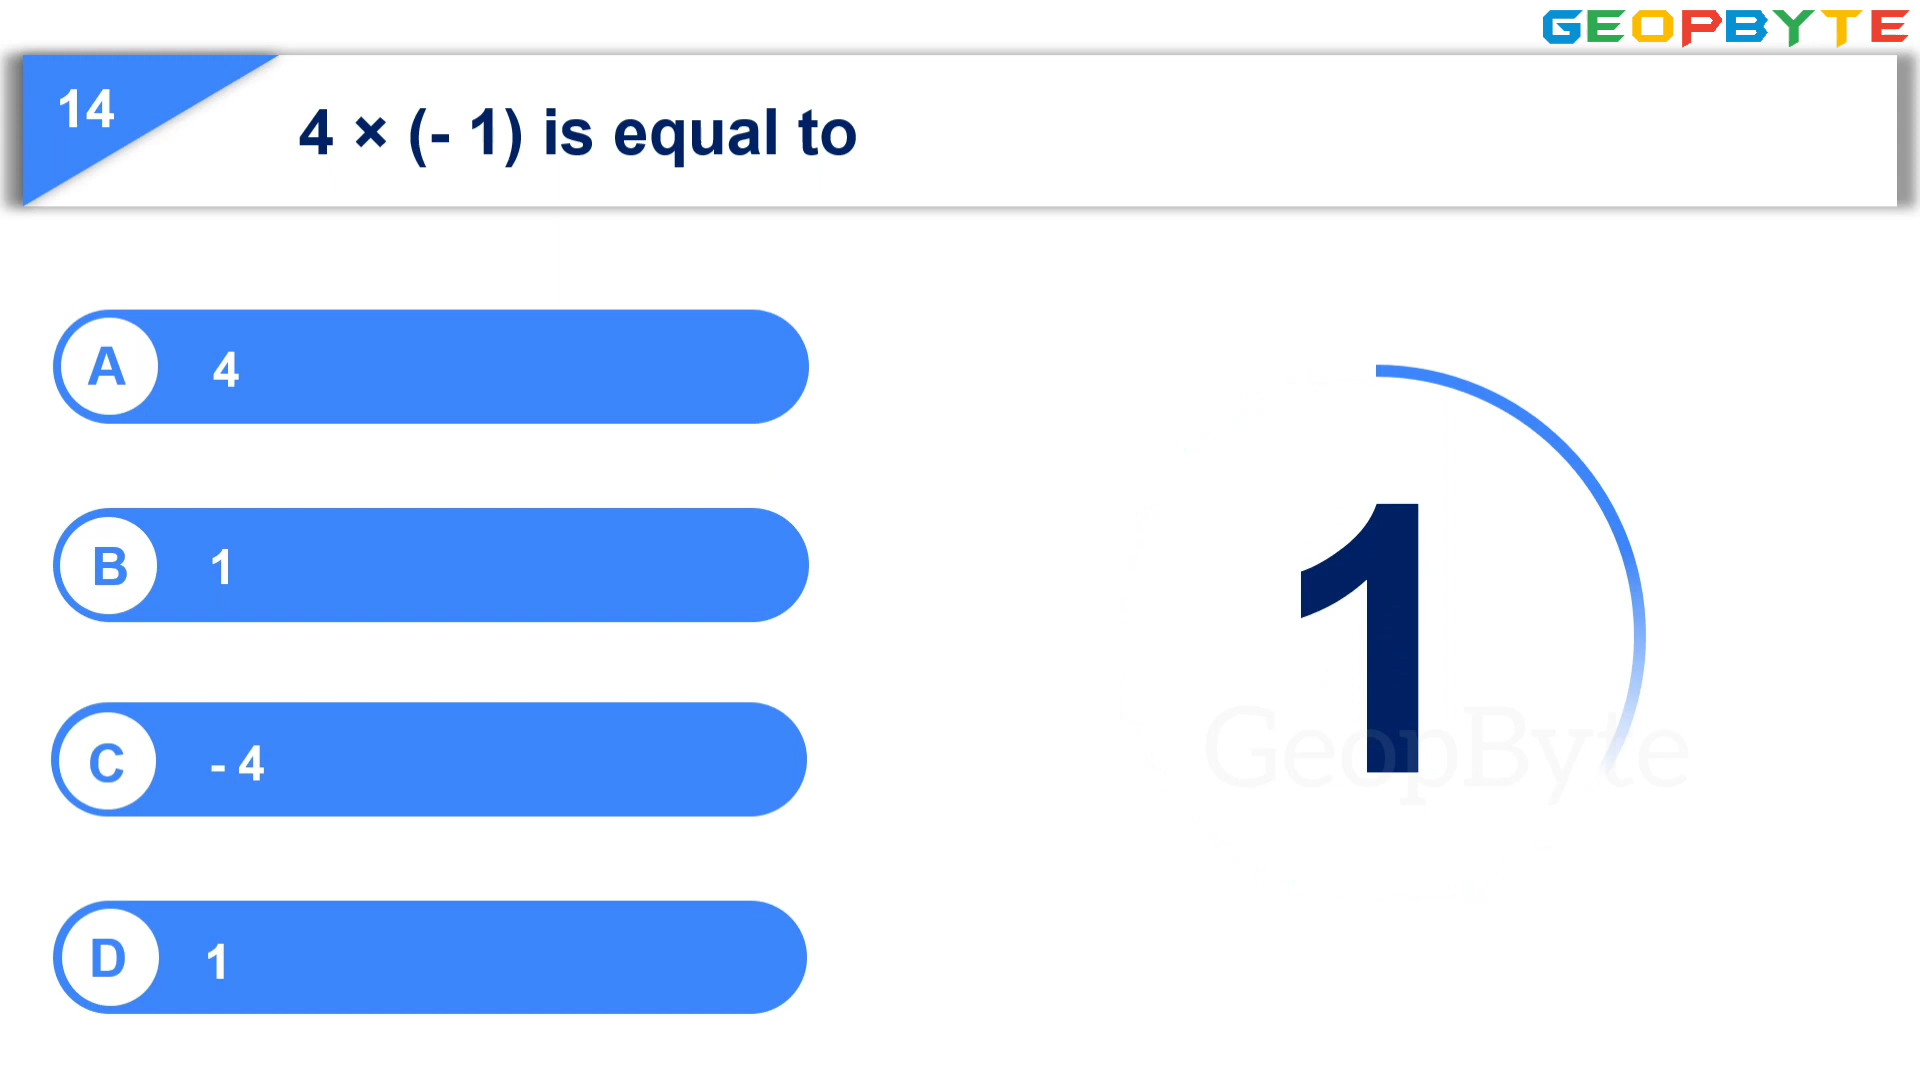 GEOPBYTE
14
4 × (- 1) is equal to
A 4
B 1
C - 4
D 1
1
GeopByte